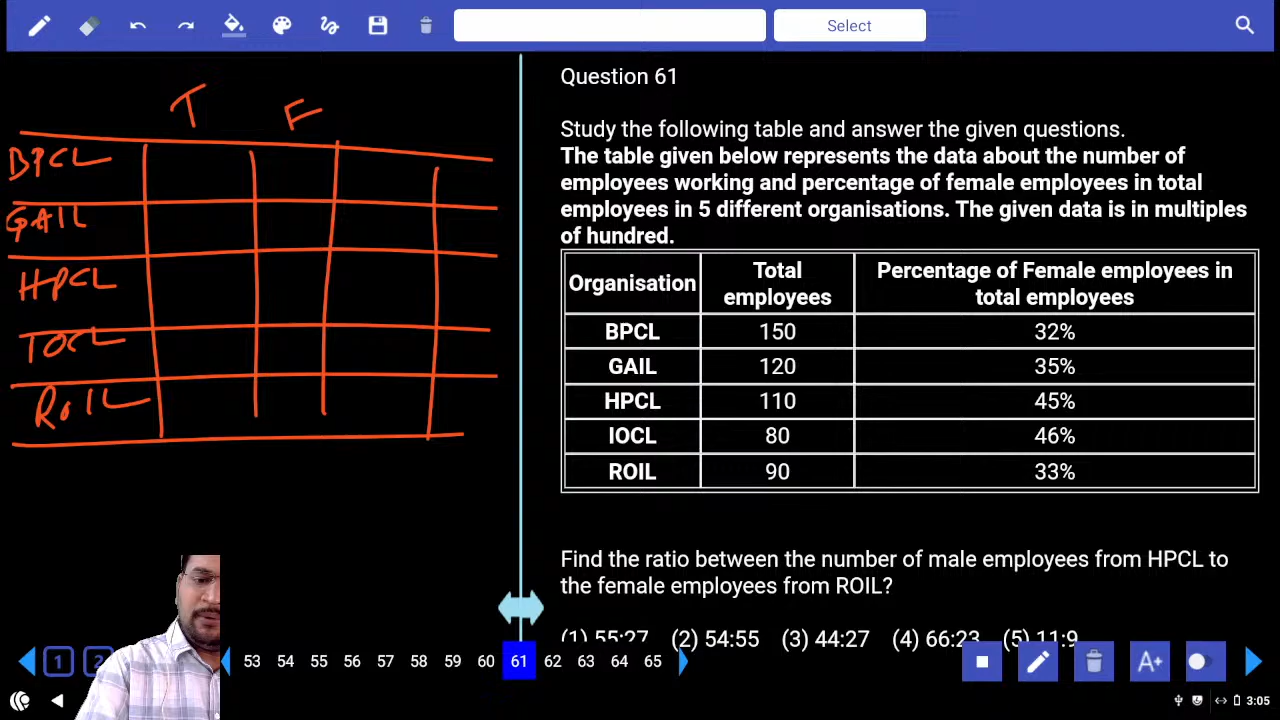 Select
T F
BPCL
GAIL
HPCL
IOCL
ROIL
Question 61
Study the following table and answer the given questions.
The table given below represents the data about the number of
employees working and percentage of female employees in total
employees in 5 different organisations. The given data is in multiples
of hundred.
Organisation Total employees Percentage of Female employees in total employees
BPCL 150 32%
GAIL 120 35%
HPCL 110 45%
IOCL 80 46%
ROIL 90 33%
Find the ratio between the number of male employees from HPCL to
the female employees from ROIL?
(1) 55:27 (2) 54:55 (3) 44:27 (4) 66:23 (5) 11:9
1 2 53 54 55 56 57 58 59 60 61 62 63 64 65 A+
3:05